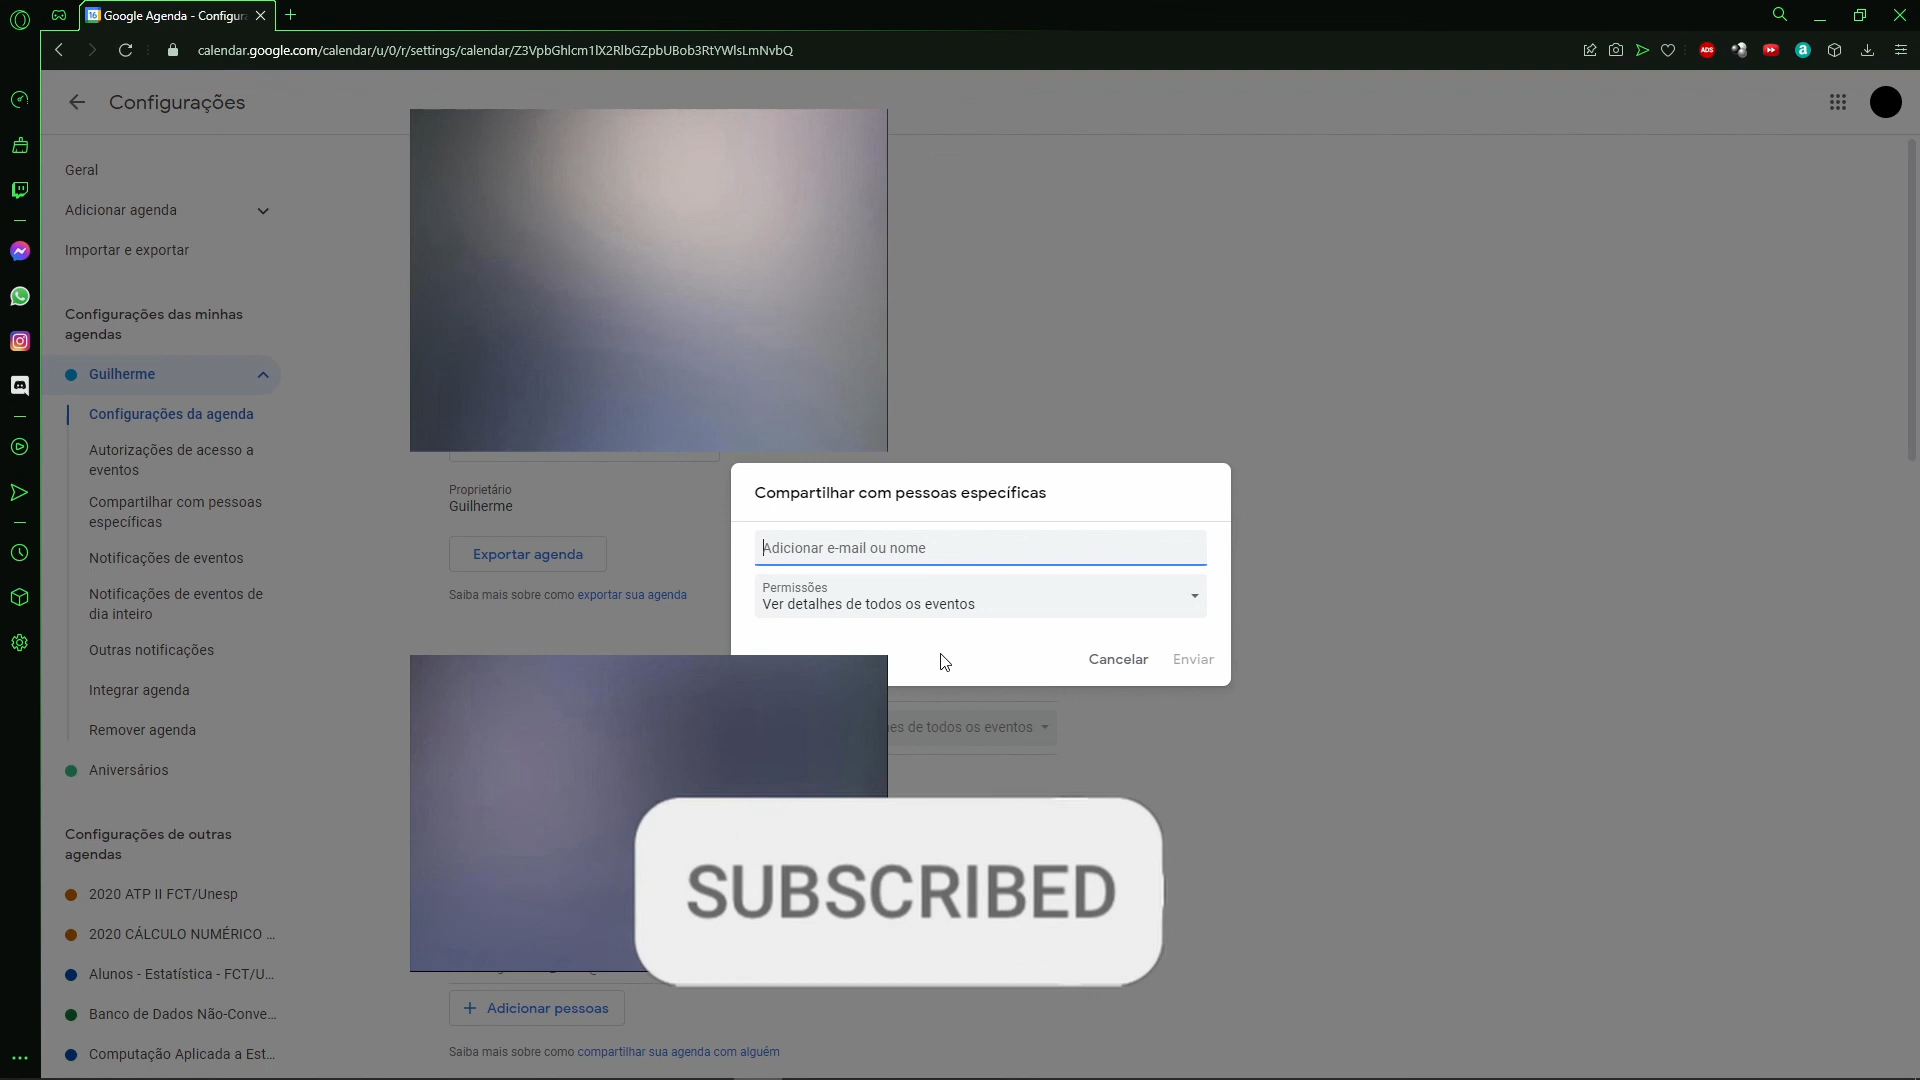 Google Agenda - Configura
calendar.google.com/calendar/u/0/r/settings/calendar/Z3VpbGhlcm1lX2RlbGZpbUBob3RtYWlsLmNvbQ
ADS
Configurações
Geral
Adicionar agenda
Importar e exportar
Configurações das minhas
agendas
Guilherme
Configurações da agenda
Autorizações de acesso a
eventos
Compartilhar com pessoas
específicas
Notificações de eventos
Notificações de eventos de
dia inteiro
Outras notificações
Integrar agenda
Remover agenda
Aniversários
Configurações de outras
agendas
2020 ATP II FCT/Unesp
2020 CÁLCULO NUMÉRICO ...
Alunos - Estatística - FCT/U...
Banco de Dados Não-Conve...
Computação Aplicada a Est...
Proprietário
Guilherme
Exportar agenda
Saiba mais sobre como exportar sua agenda
Compartilhar com pessoas específicas
Adicionar e-mail ou nome
Permissões
Ver detalhes de todos os eventos
Cancelar Enviar
es de todos os eventos
SUBSCRIBED
+ Adicionar pessoas
Saiba mais sobre como compartilhar sua agenda com alguém